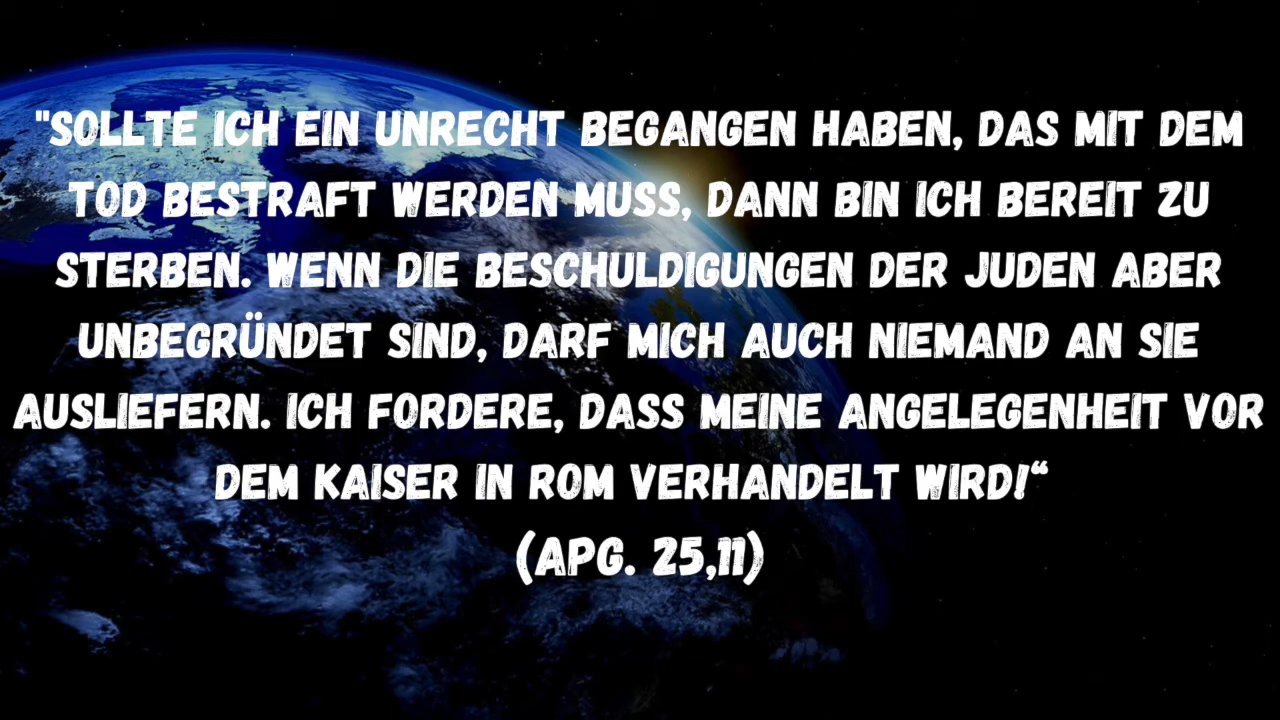 "SOLLTE ICH EIN UNRECHT BEGANGEN HABEN, DAS MIT DEM
TOD BESTRAFT WERDEN MUSS, DANN BIN ICH BEREIT ZU
STERBEN. WENN DIE BESCHULDIGUNGEN DER JUDEN ABER
UNBEGRÜNDET SIND, DARF MICH AUCH NIEMAND AN SIE
AUSLIEFERN. ICH FORDERE, DASS MEINE ANGELEGENHEIT VOR
DEM KAISER IN ROM VERHANDELT WIRD!“
(APG. 25,11)